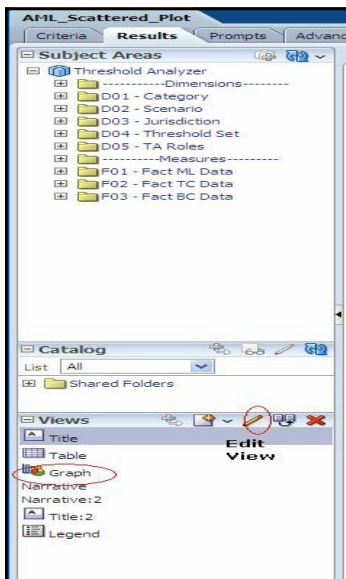 AML_Scattered_Plot
Criteria Results Prompts Advanc
Subject Areas
Threshold Analyzer
-----------Dimensions--------
D01 - Category
D02 - Scenario
D03 - Jurisdiction
D04 - Threshold Set
D05 - TA Roles
----------Measures---------
F01 - Fact ML Data
F02 - Fact TC Data
F03 - Fact BC Data
Catalog
List All
Shared Folders
Views
Title
Edit
View
Table
Graph
Narrative
Narrative:2
Title:2
Legend